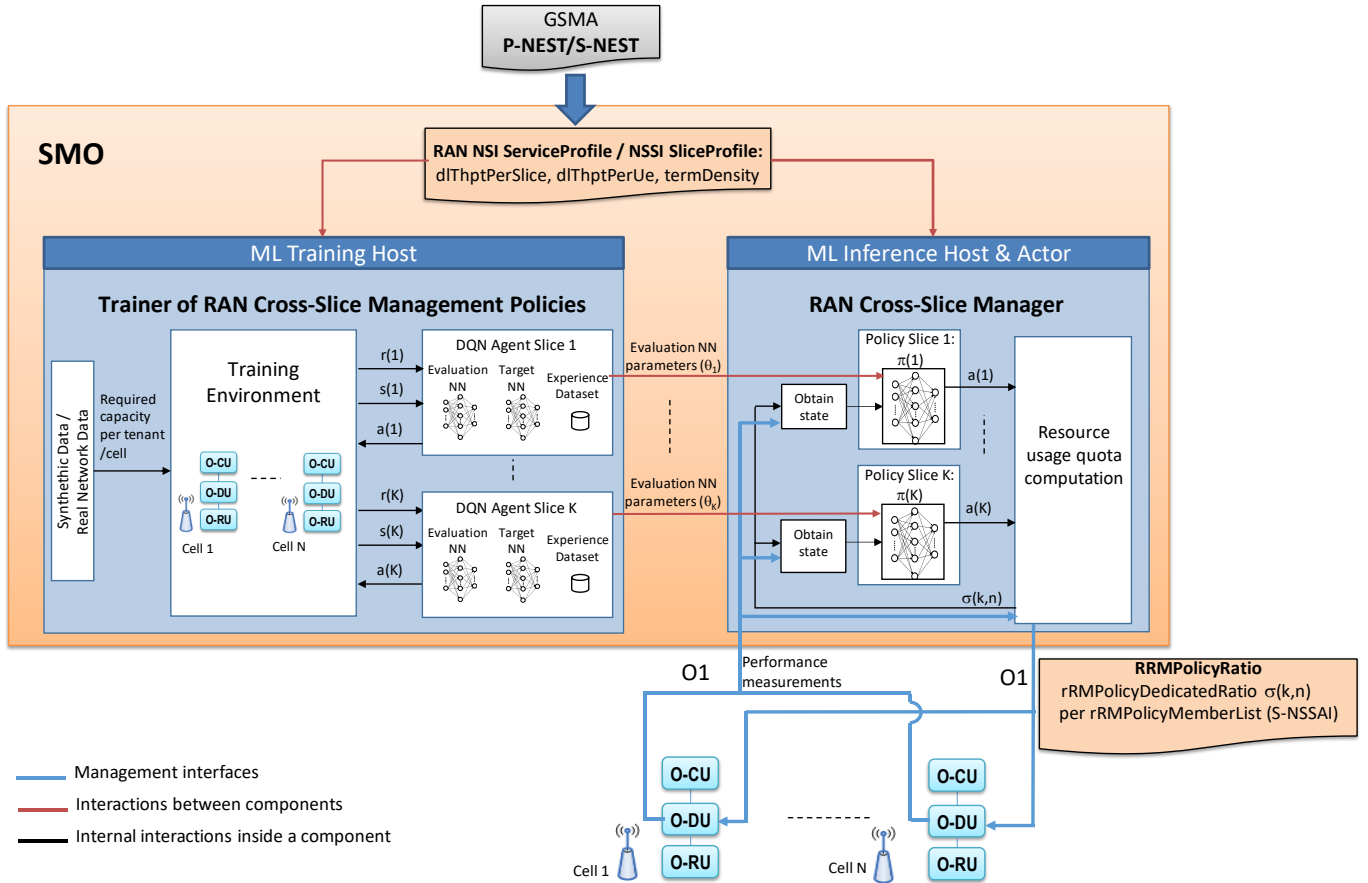 GSMA
P-NEST/S-NEST
SMO
RAN NSI ServiceProfile / NSSI SliceProfile:
dlThptPerSlice, dlThptPerUe, termDensity
ML Training Host
Trainer of RAN Cross-Slice Management Policies
Synthethic Data /
Real Network Data
Required
capacity
per tenant
/cell
Training
Environment
O-CU
O-DU
O-RU
Cell 1
O-CU
O-DU
O-RU
Cell N
r(1)
s(1)
a(1)
r(K)
s(K)
a(K)
DQN Agent Slice 1
Evaluation
NN
Target
NN
Experience
Dataset
DQN Agent Slice K
Evaluation
NN
Target
NN
Experience
Dataset
Evaluation NN
parameters (θ1)
Evaluation NN
parameters (θK)
ML Inference Host & Actor
RAN Cross-Slice Manager
Policy Slice 1:
π(1)
Obtain
state
a(1)
Policy Slice K:
π(K)
Obtain
state
a(K)
σ(k,n)
Resource
usage quota
computation
O1
Performance
measurements
O1
RRMPolicyRatio
rRMPolicyDedicatedRatio σ(k,n)
per rRMPolicyMemberList (S-NSSAI)
Management interfaces
Interactions between components
Internal interactions inside a component
O-CU
O-DU
O-RU
Cell 1
O-CU
O-DU
O-RU
Cell N